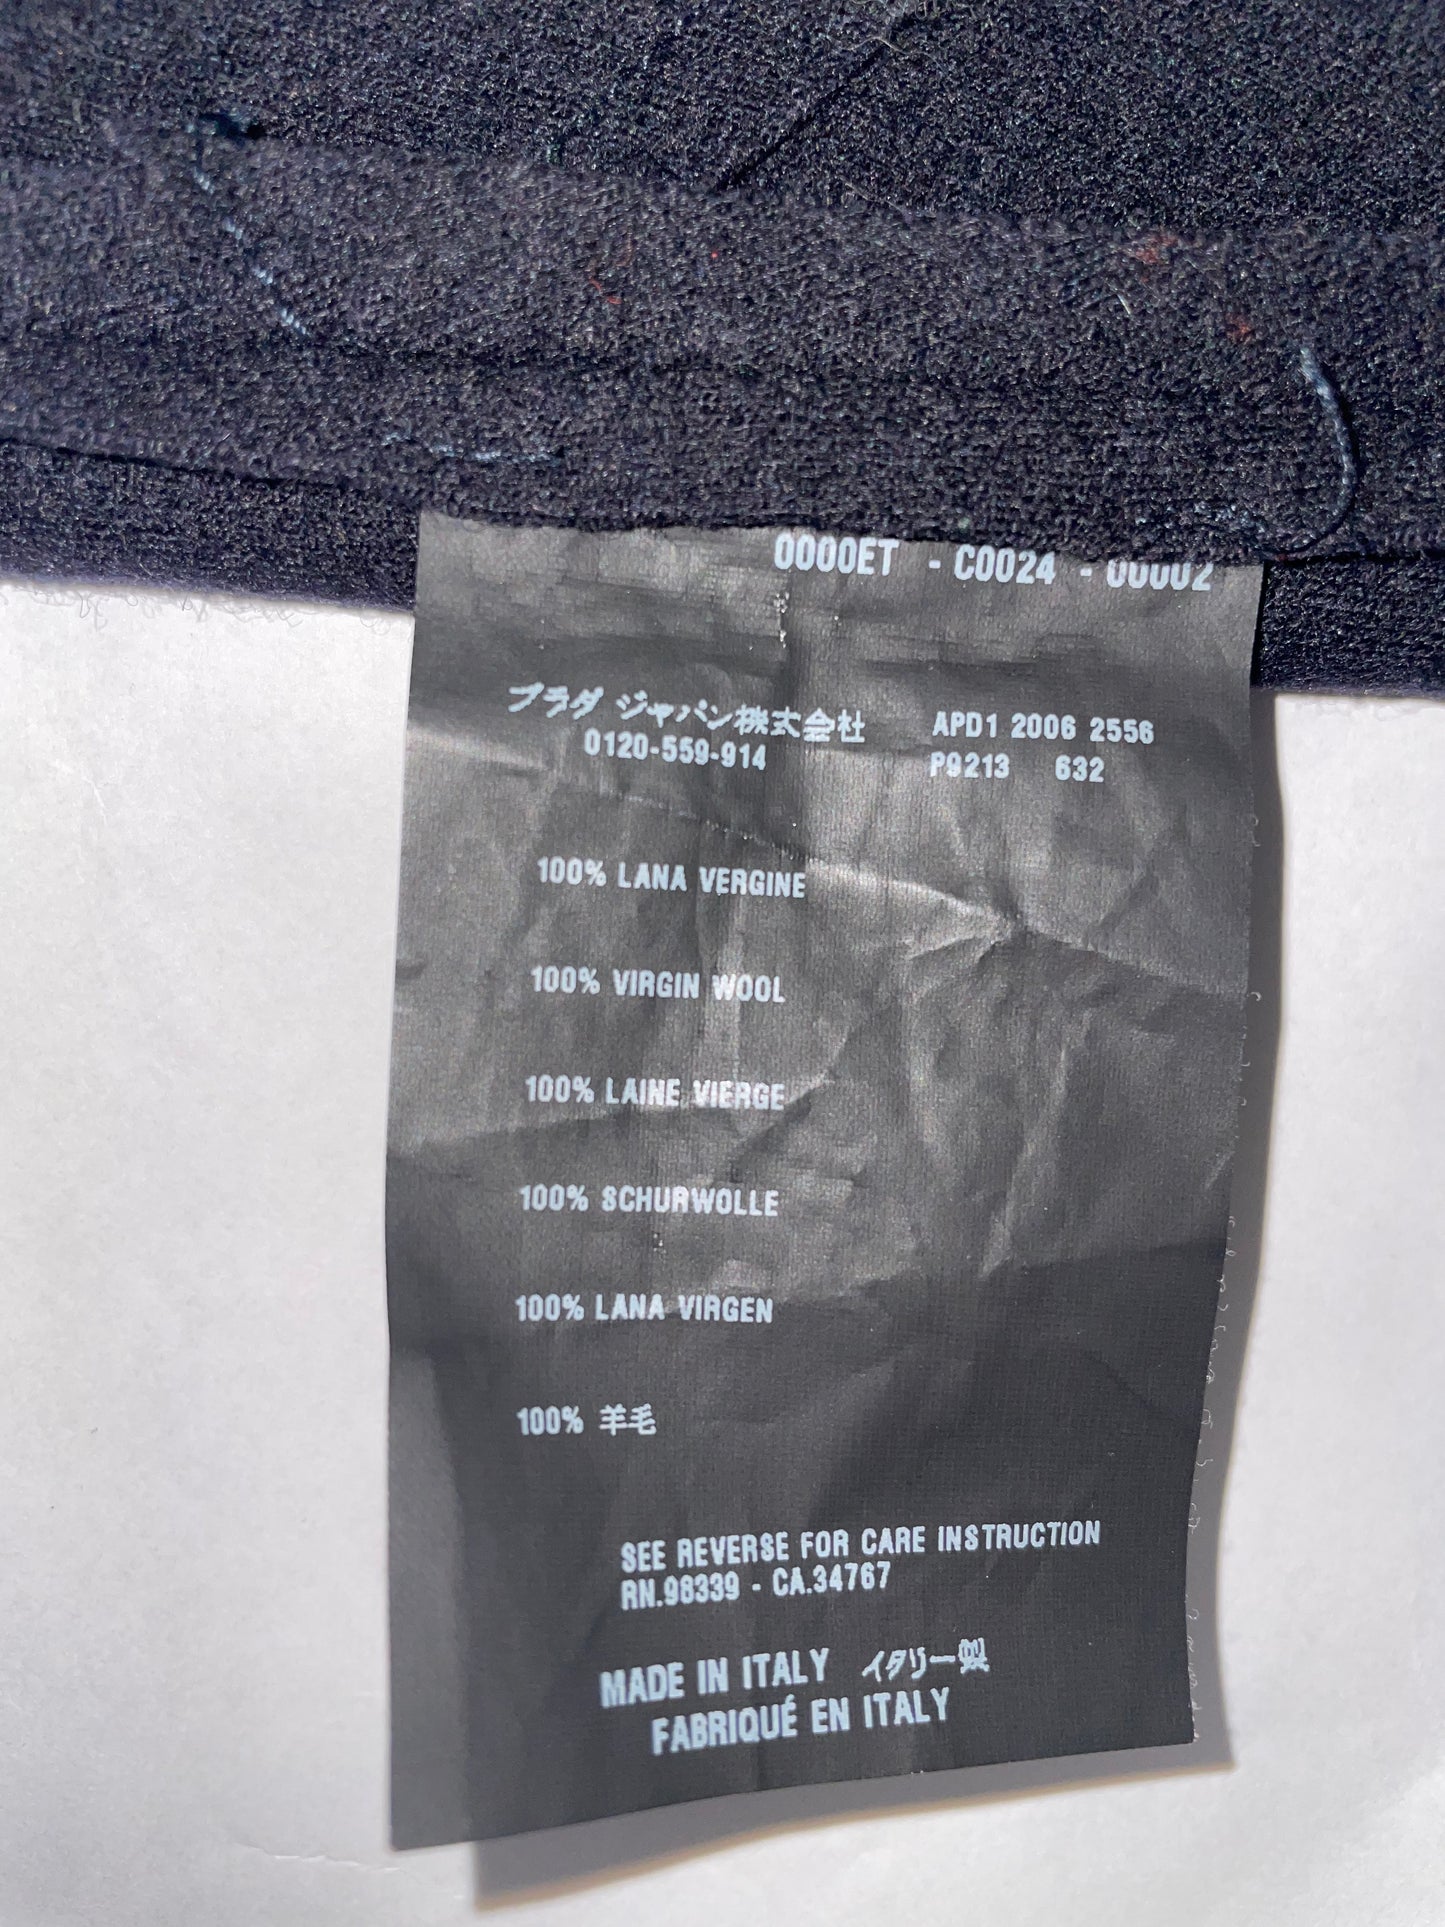 0000ET - C0024 - 00002
プラダ ジャパン株式会社
0120-559-914
APD1 2006 2556
P9213 632
100% LANA VERGINE
100% VIRGIN WOOL
100% LAINE VIERGE
100% SCHURWOLLE
100% LANA VIRGEN
100% 羊毛
SEE REVERSE FOR CARE INSTRUCTION
RN.98339 - CA.34767
MADE IN ITALY イタリー製
FABRIQUÉ EN ITALY